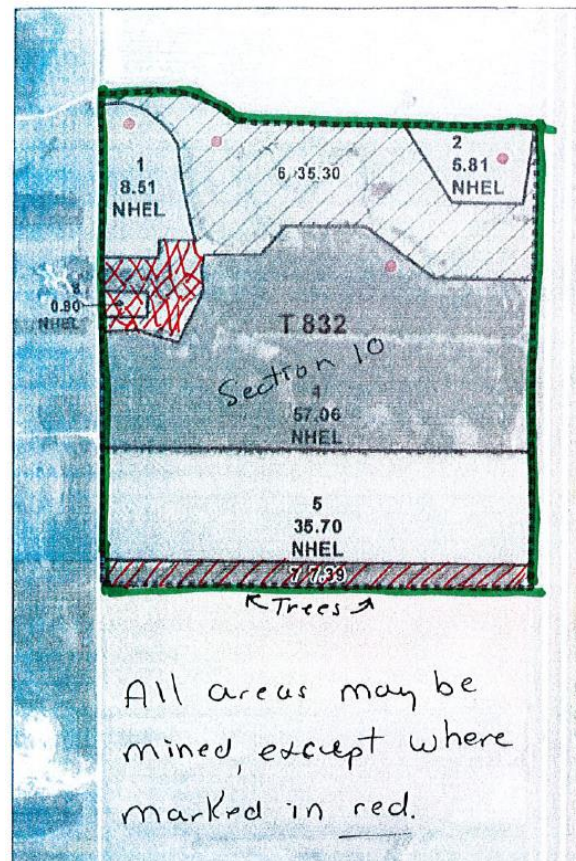 1
8.51
NHEL
2
5.81
NHEL
6 35.30
0.80
NHEL
T 832
Section 10
4
57.06
NHEL
5
35.70
NHEL
7 7.39
Trees
All areas may be
mined, except where
marked in red.